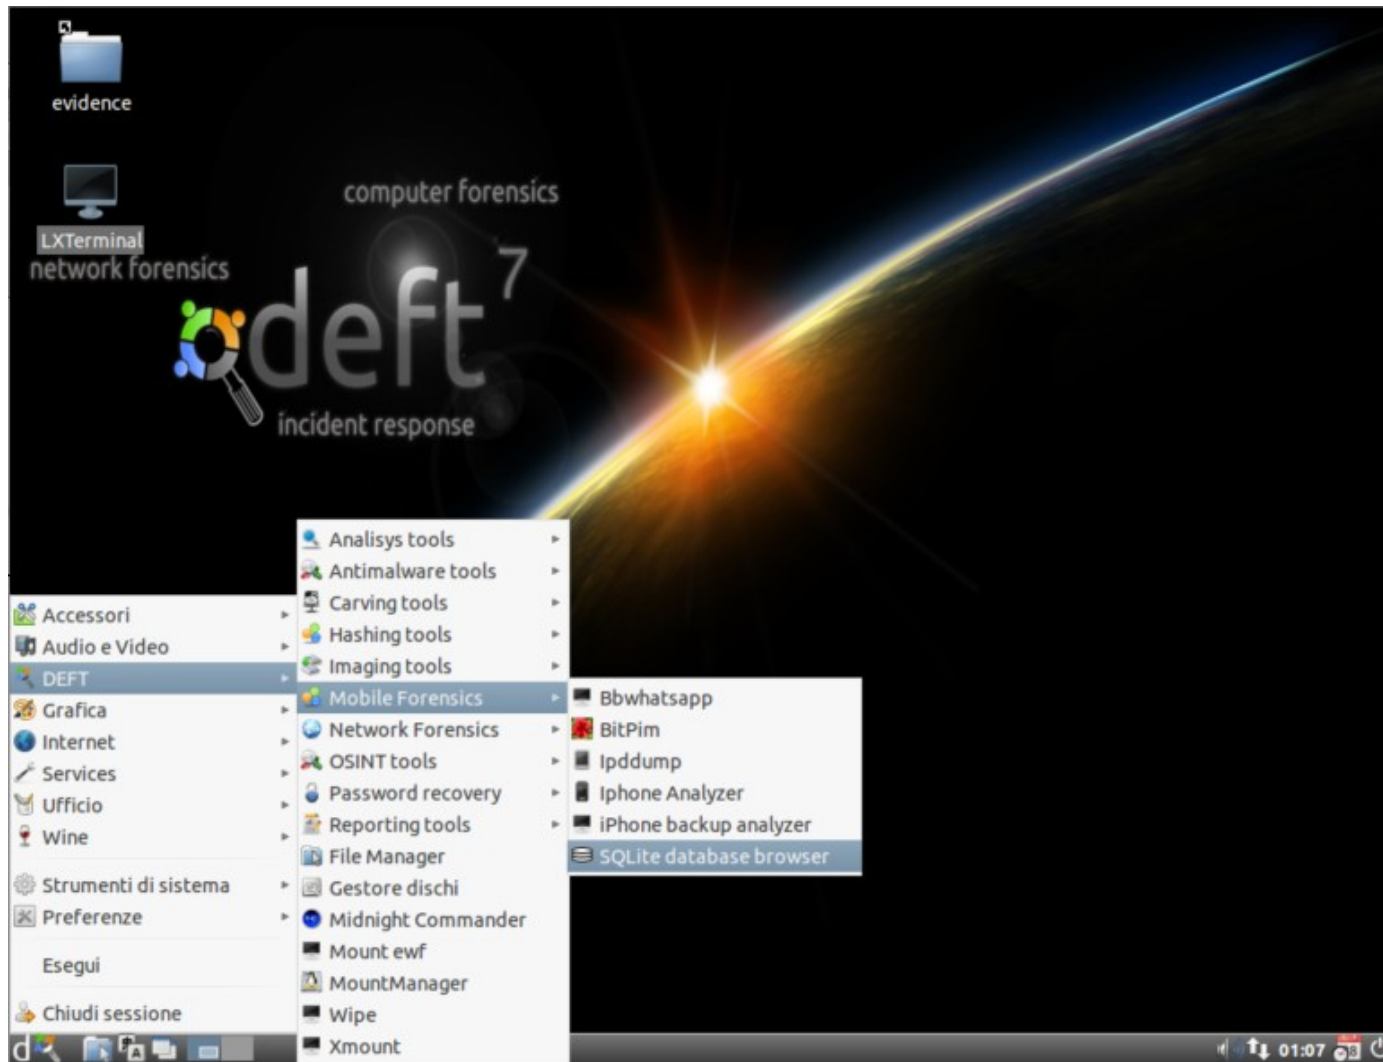 evidence
LXTerminal
computer forensics
network forensics
deft 7
incident response
Accessori
Audio e Video
DEFT
Grafica
Internet
Services
Ufficio
Wine
Strumenti di sistema
Preferenze
Esegui
Chiudi sessione
Analisys tools
Antimalware tools
Carving tools
Hashing tools
Imaging tools
Mobile Forensics
Network Forensics
OSINT tools
Password recovery
Reporting tools
File Manager
Gestore dischi
Midnight Commander
Mount ewf
MountManager
Wipe
Xmount
Bbwhatsapp
BitPim
Ipddump
Iphone Analyzer
iPhone backup analyzer
SQLite database browser
d
A
01:07